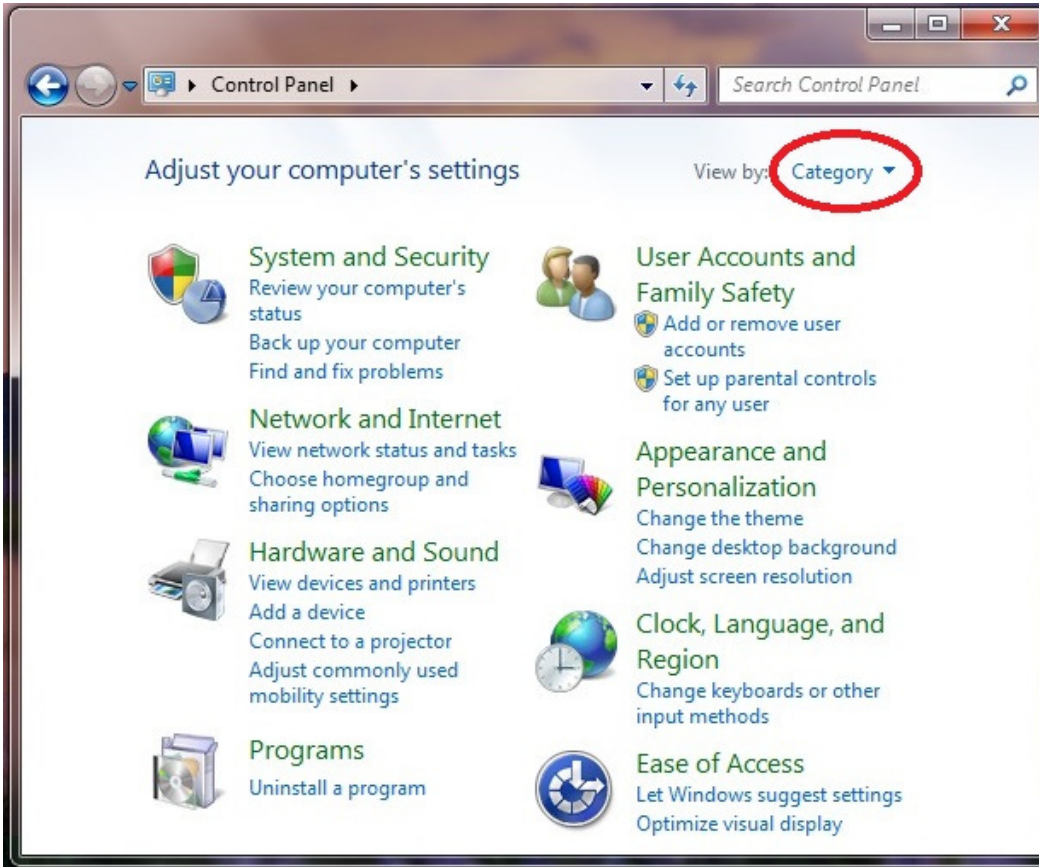 Control Panel
Search Control Panel
Adjust your computer's settings
View by: Category
System and Security
Review your computer's
status
Back up your computer
Find and fix problems
Network and Internet
View network status and tasks
Choose homegroup and
sharing options
Hardware and Sound
View devices and printers
Add a device
Connect to a projector
Adjust commonly used
mobility settings
Programs
Uninstall a program
User Accounts and
Family Safety
Add or remove user
accounts
Set up parental controls
for any user
Appearance and
Personalization
Change the theme
Change desktop background
Adjust screen resolution
Clock, Language, and
Region
Change keyboards or other
input methods
Ease of Access
Let Windows suggest settings
Optimize visual display